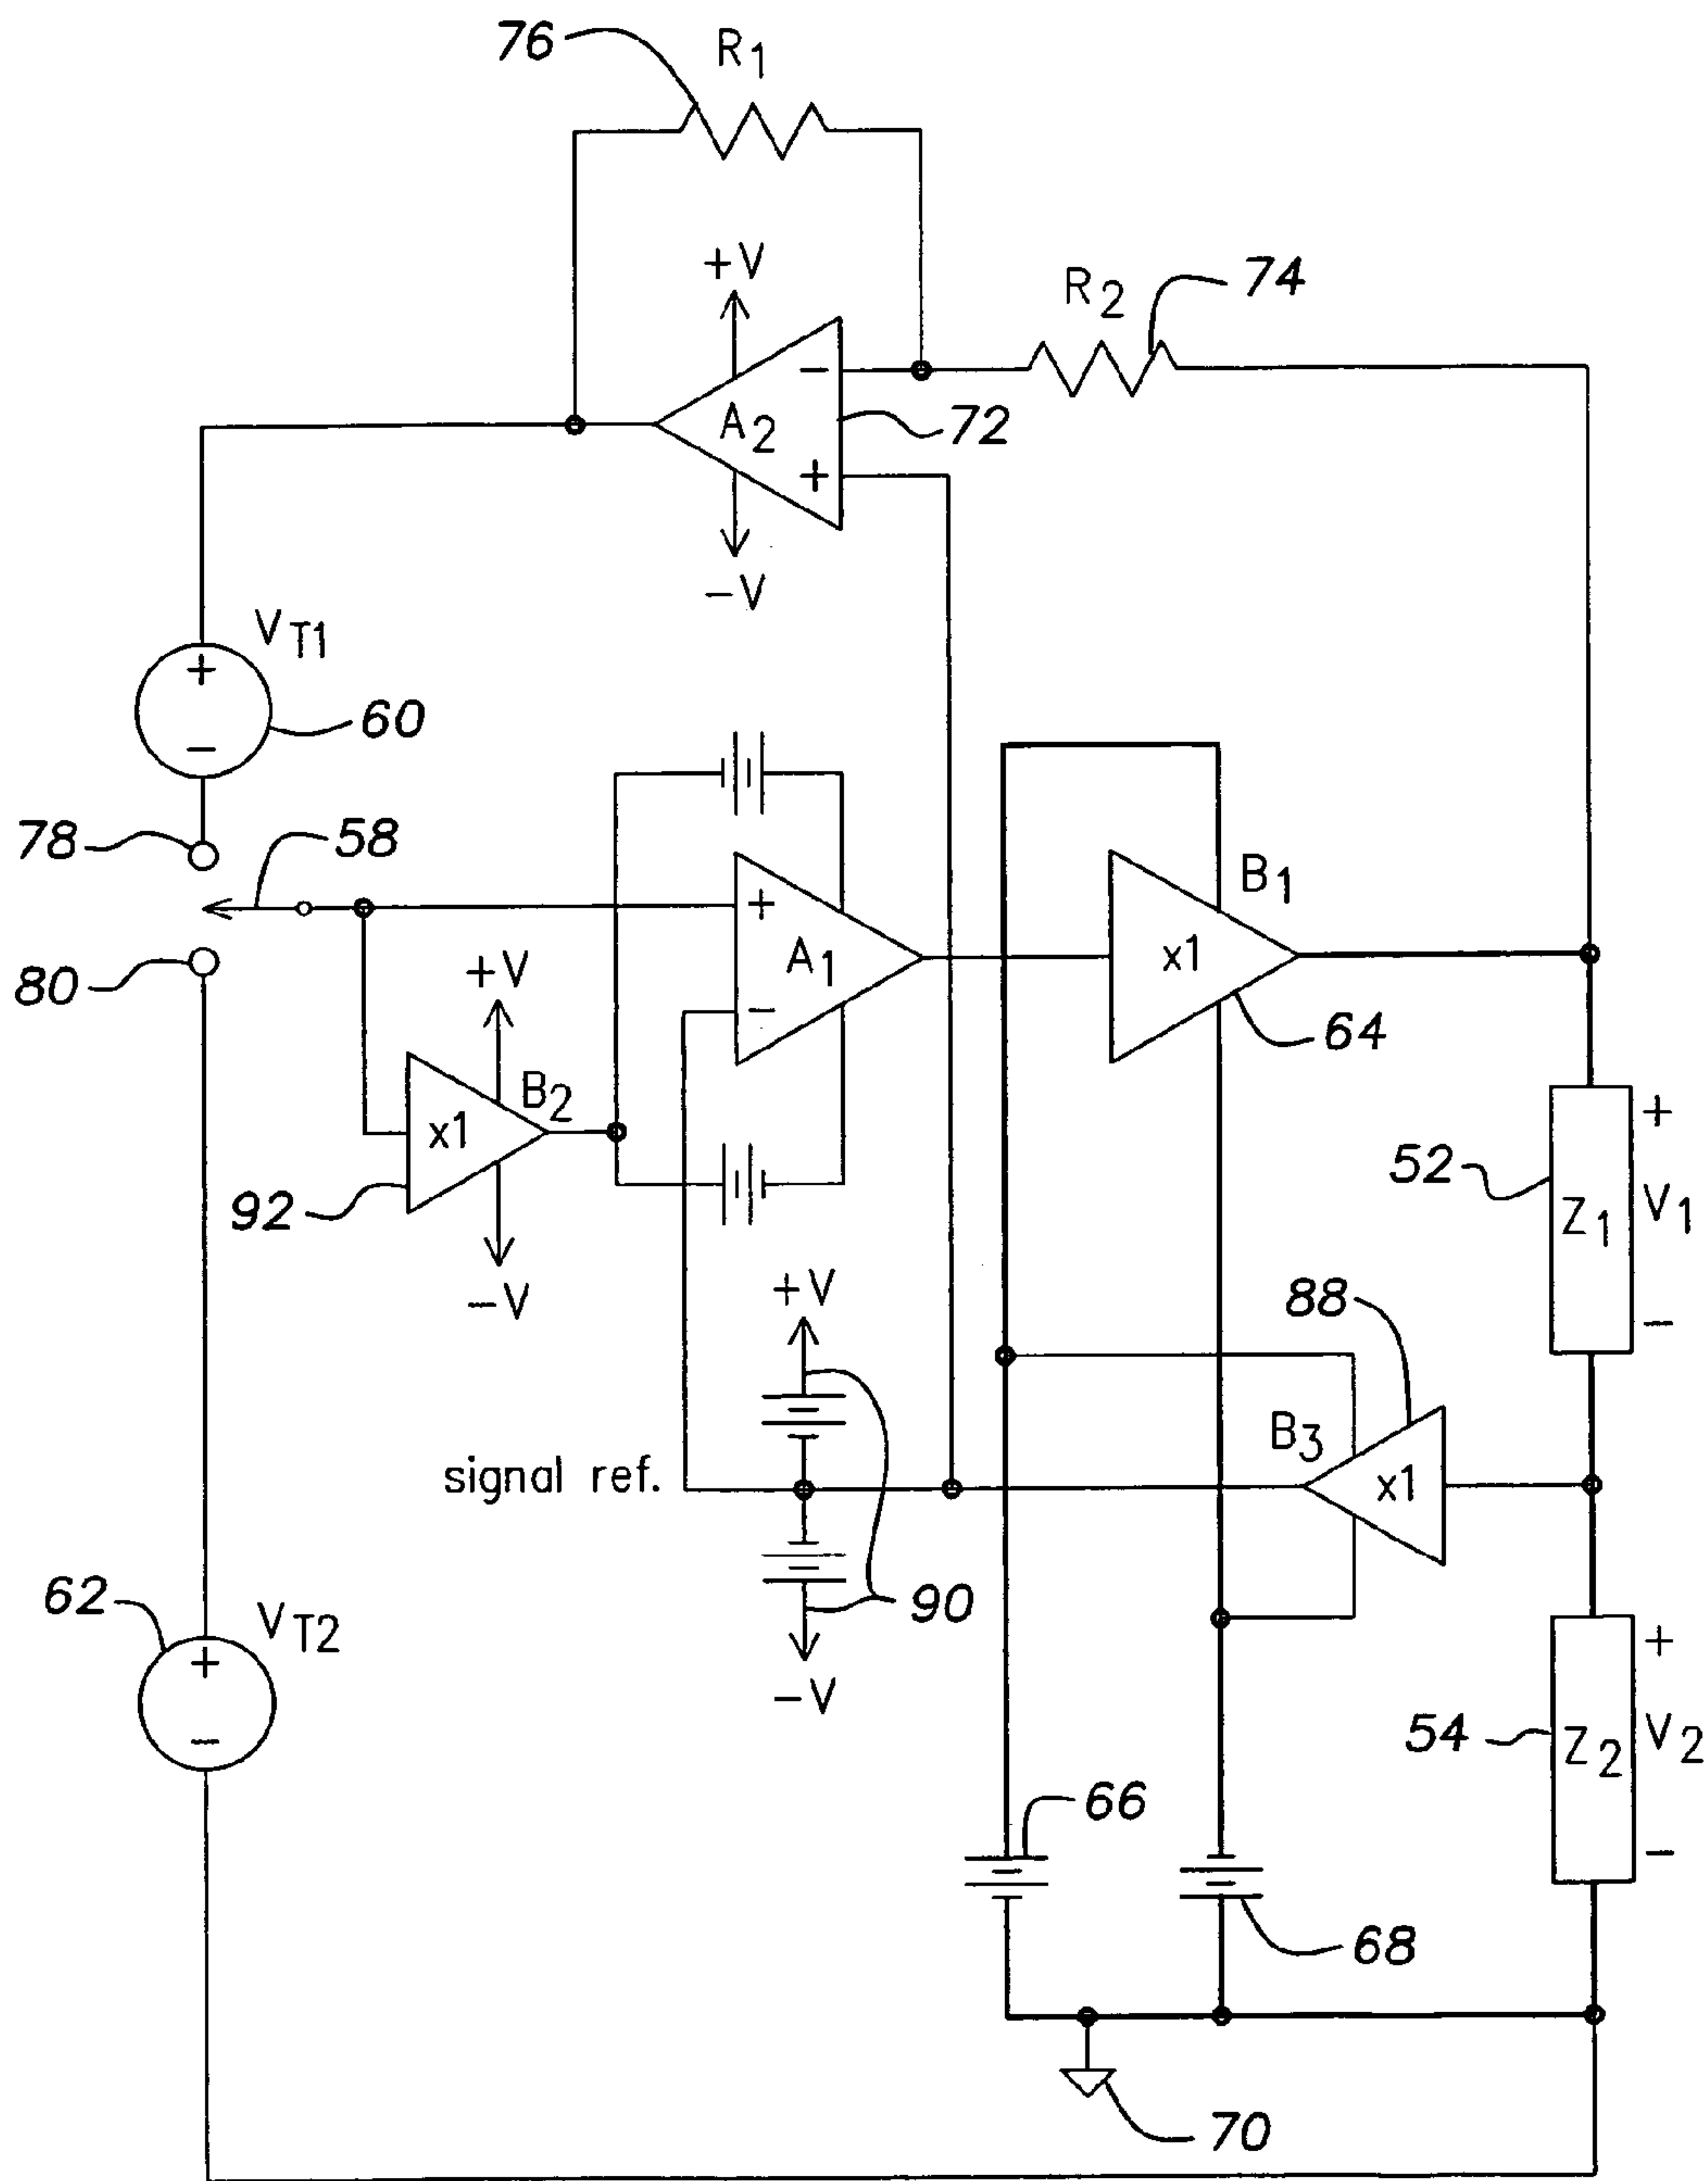 76 R1
+V
R2 74
−
A2
72
+
−V
VT1
+
60
−
78 58
+
B1
A1 x1
80 +V
−
64
B2
x1
+
92 52 V1
Z1
−V
+V 88
−
B3
x1
signal ref.
62 90
VT2 +
+
−V
54 Z2 V2
−
66
−
68
70